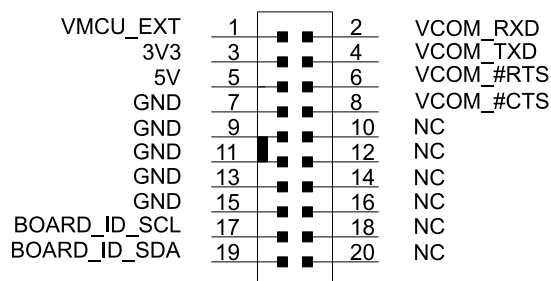 VMCU_EXT 1 2 VCOM_RXD
3V3 3 4 VCOM_TXD
5V 5 6 VCOM_#RTS
GND 7 8 VCOM_#CTS
GND 9 10 NC
GND 11 12 NC
GND 13 14 NC
GND 15 16 NC
BOARD_ID_SCL 17 18 NC
BOARD_ID_SDA 19 20 NC